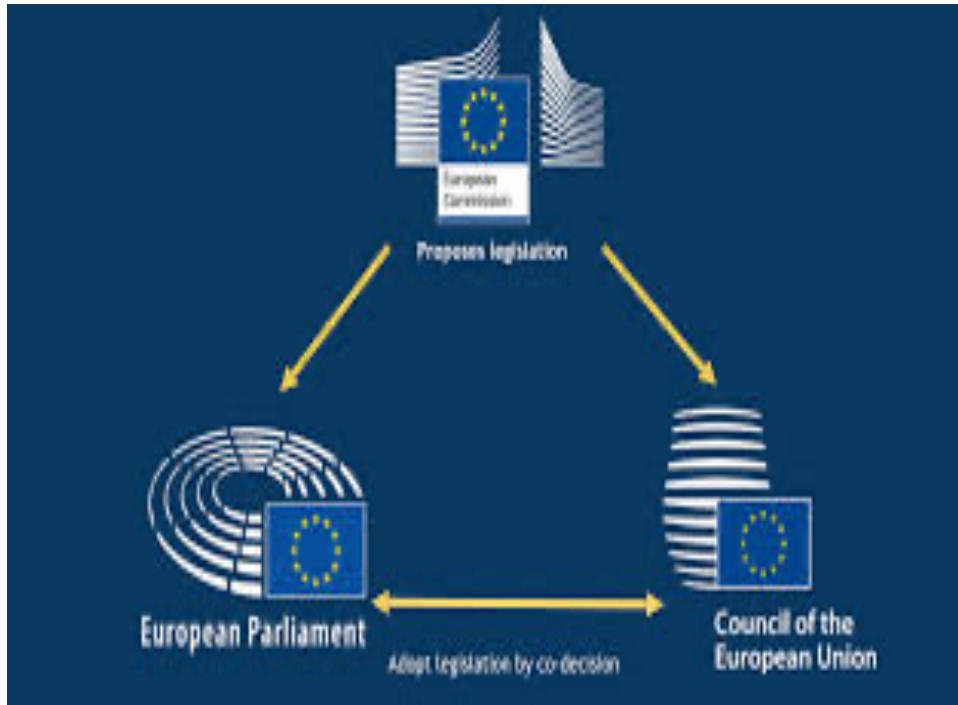 European
Commission
Proposes legislation
European Parliament
Council of the
European Union
Adopt legislation by co-decision